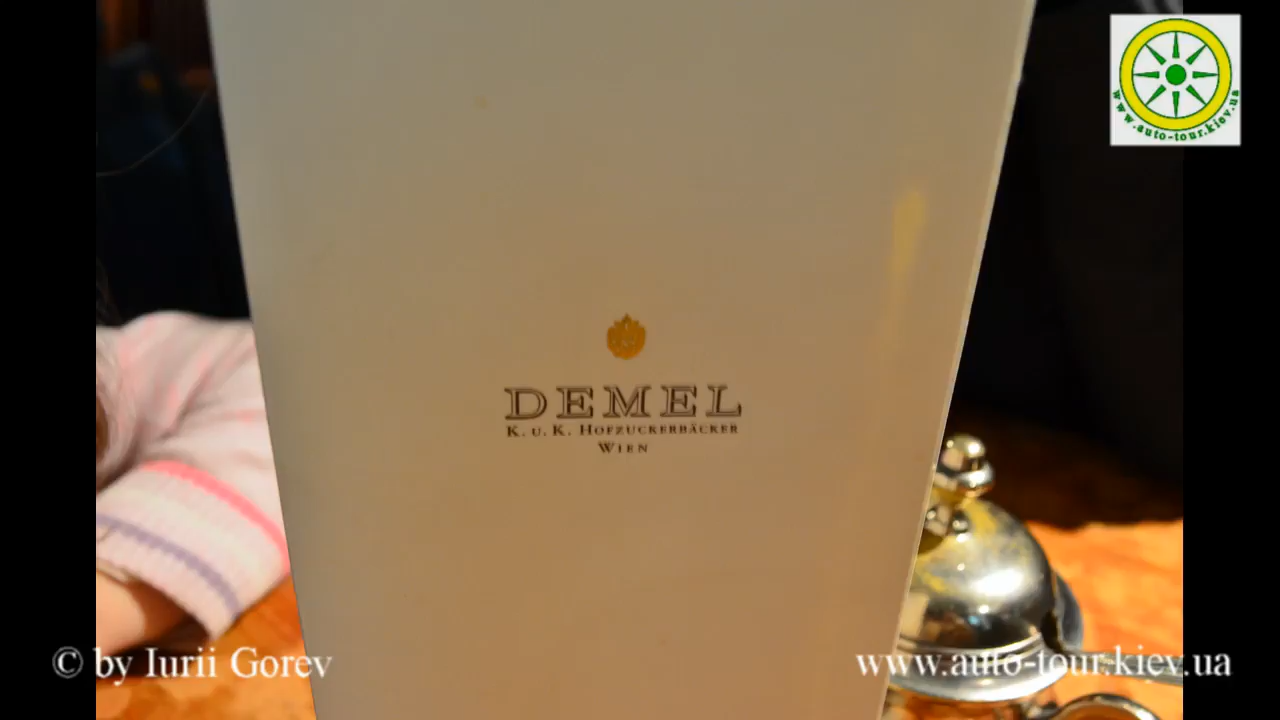 www.auto-tour.kiev.ua
DEMEL
K. u. K. HOFZUCKERBÄCKER
WIEN
© by Iurii Gorev
www.auto-tour.kiev.ua